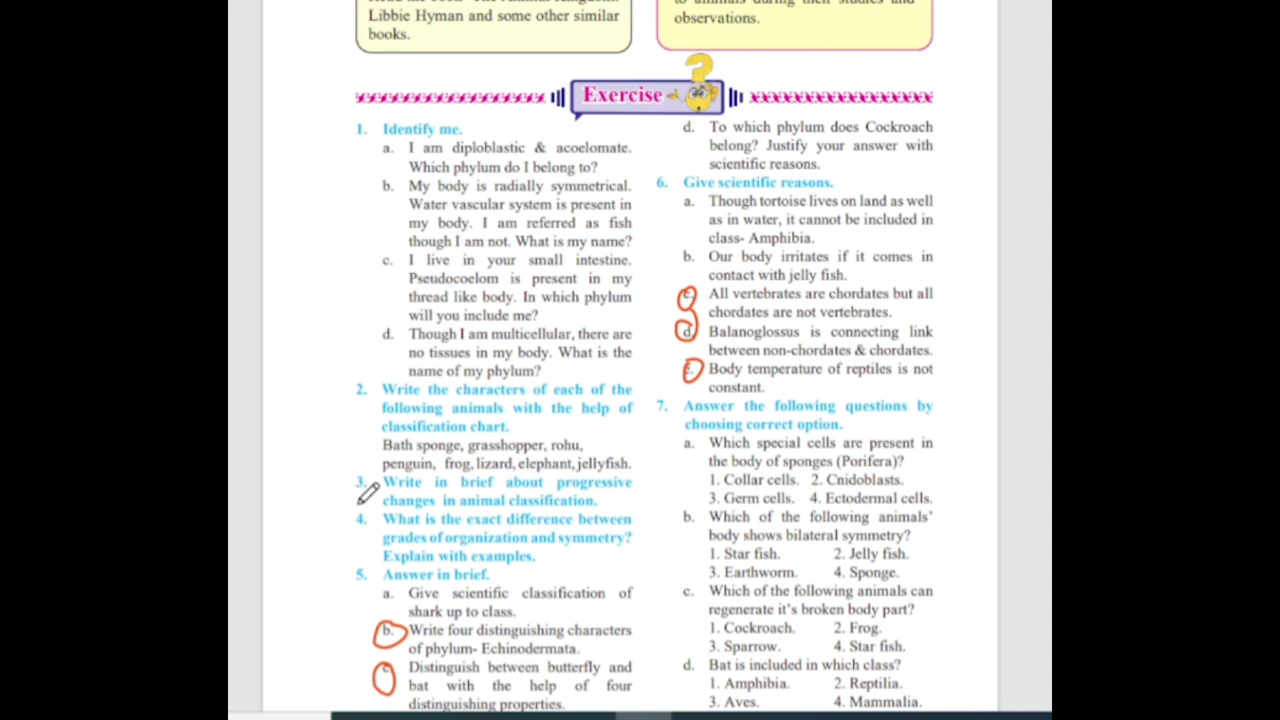 Libbie Hyman and some other similar
books.
observations.
Exercise
1. Identify me.
a. I am diploblastic & acoelomate.
Which phylum do I belong to?
b. My body is radially symmetrical.
Water vascular system is present in
my body. I am referred as fish
though I am not. What is my name?
c. I live in your small intestine.
Pseudocoelom is present in my
thread like body. In which phylum
will you include me?
d. Though I am multicellular, there are
no tissues in my body. What is the
name of my phylum?
2. Write the characters of each of the
following animals with the help of
classification chart.
Bath sponge, grasshopper, rohu,
penguin, frog, lizard, elephant, jellyfish.
3. Write in brief about progressive
changes in animal classification.
4. What is the exact difference between
grades of organization and symmetry?
Explain with examples.
5. Answer in brief.
a. Give scientific classification of
shark up to class.
b. Write four distinguishing characters
of phylum- Echinodermata.
Distinguish between butterfly and
bat with the help of four
distinguishing properties.
d. To which phylum does Cockroach
belong? Justify your answer with
scientific reasons.
6. Give scientific reasons.
a. Though tortoise lives on land as well
as in water, it cannot be included in
class- Amphibia.
b. Our body irritates if it comes in
contact with jelly fish.
c. All vertebrates are chordates but all
chordates are not vertebrates.
d. Balanoglossus is connecting link
between non-chordates & chordates.
Body temperature of reptiles is not
constant.
7. Answer the following questions by
choosing correct option.
a. Which special cells are present in
the body of sponges (Porifera)?
1. Collar cells. 2. Cnidoblasts.
3. Germ cells. 4. Ectodermal cells.
b. Which of the following animals'
body shows bilateral symmetry?
1. Star fish. 2. Jelly fish.
3. Earthworm. 4. Sponge.
c. Which of the following animals can
regenerate it's broken body part?
1. Cockroach. 2. Frog.
3. Sparrow. 4. Star fish.
d. Bat is included in which class?
1. Amphibia. 2. Reptilia.
3. Aves. 4. Mammalia.